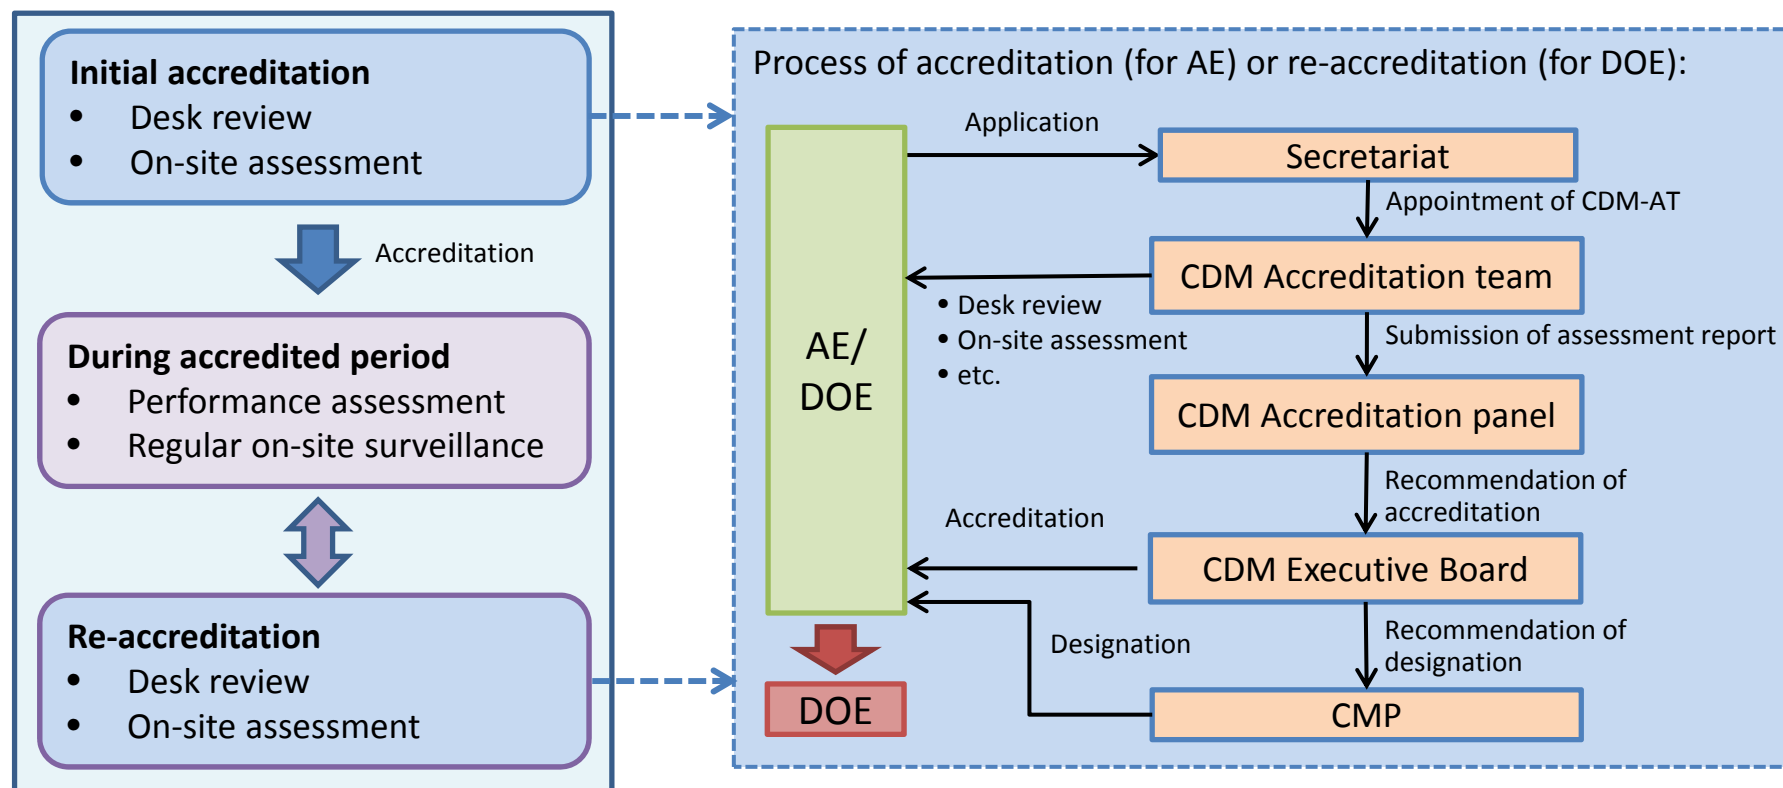 Initial accreditation
• Desk review
• On-site assessment
Accreditation
During accredited period
• Performance assessment
• Regular on-site surveillance
Re-accreditation
• Desk review
• On-site assessment
Process of accreditation (for AE) or re-accreditation (for DOE):
Application
Secretariat
Appointment of CDM-AT
CDM Accreditation team
• Desk review
• On-site assessment
• etc.
Submission of assessment report
AE/
DOE
CDM Accreditation panel
Recommendation of
accreditation
Accreditation
CDM Executive Board
Recommendation of
designation
Designation
DOE
CMP